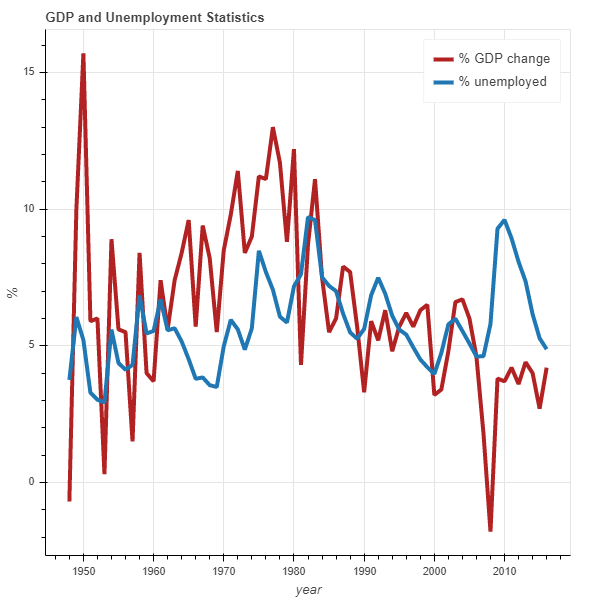 GDP and Unemployment Statistics
% GDP change
% unemployed
15
10
5
0
%
1950 1960 1970 1980 1990 2000 2010
year